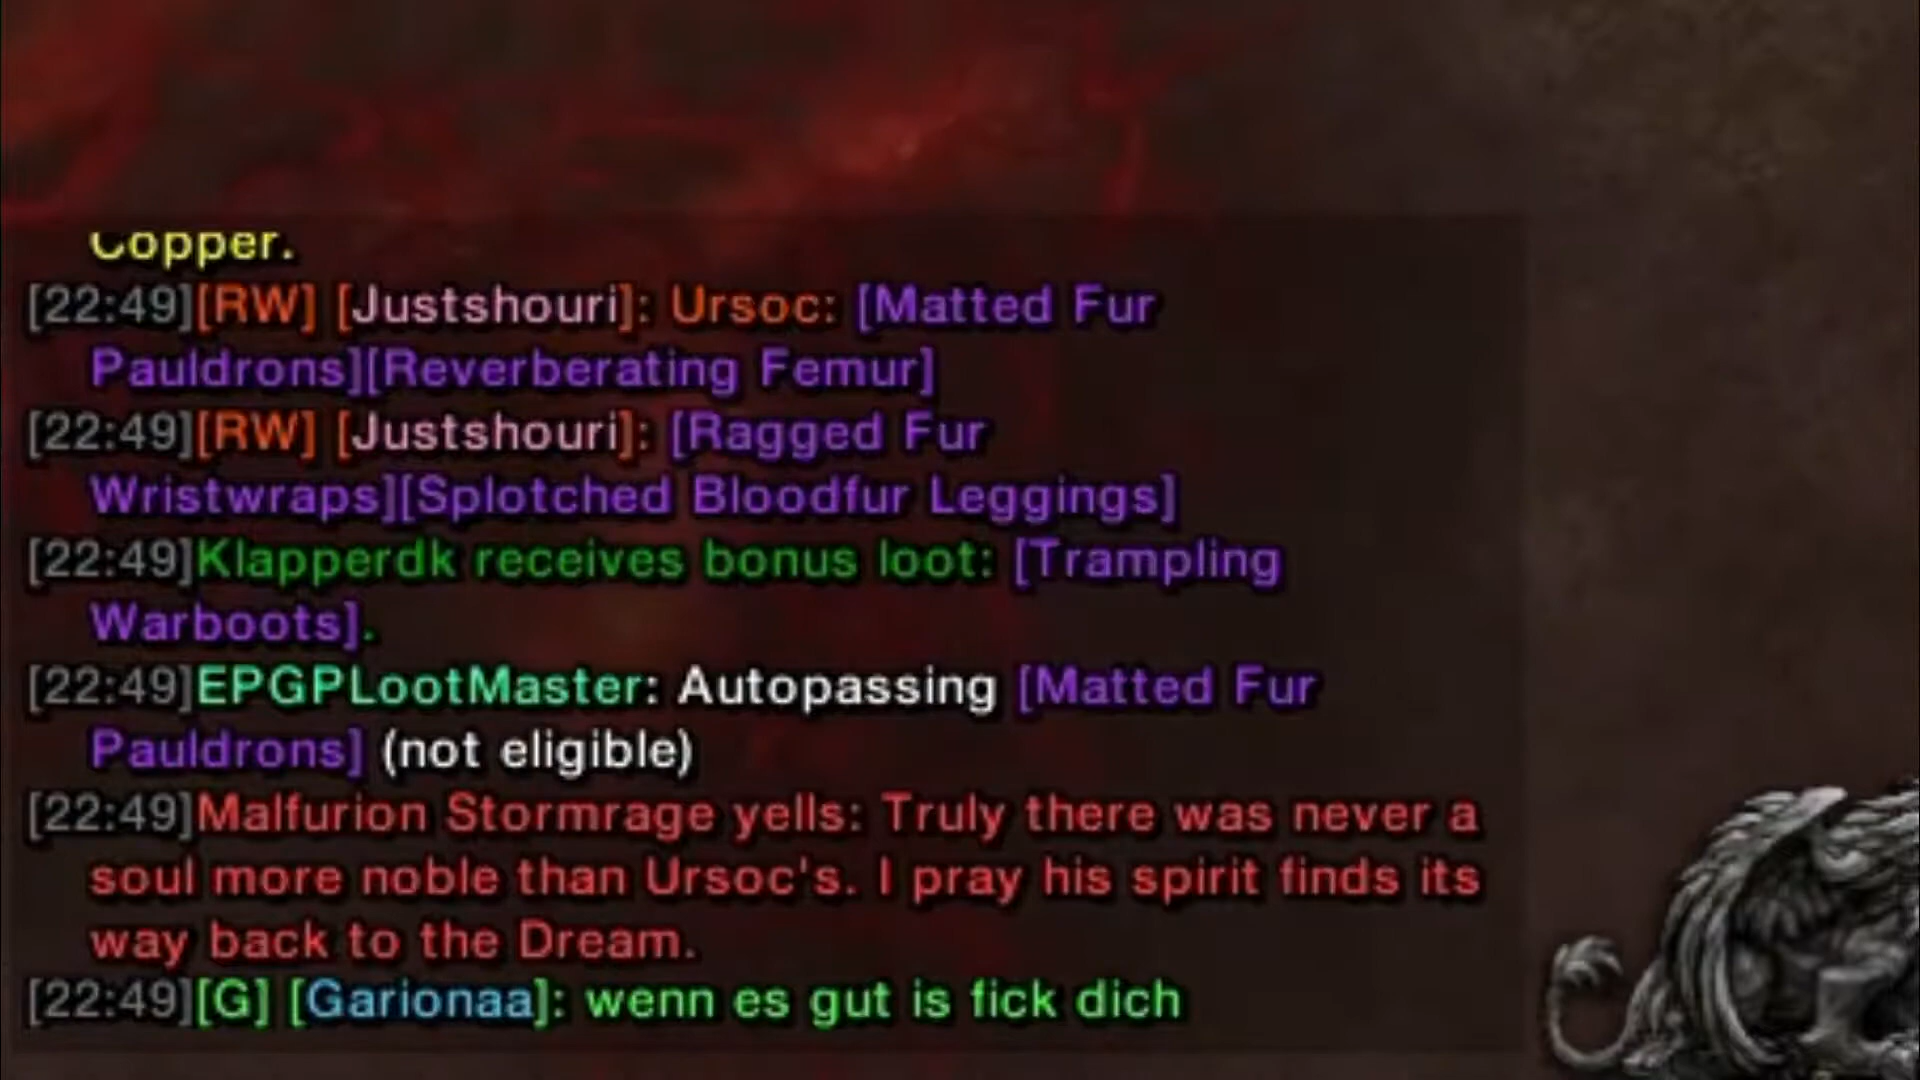 Copper.
[22:49][RW] [Justshouri]: Ursoc: [Matted Fur
Pauldrons][Reverberating Femur]
[22:49][RW] [Justshouri]: [Ragged Fur
Wristwraps][Splotched Bloodfur Leggings]
[22:49]Klapperdk receives bonus loot: [Trampling
Warboots].
[22:49]EPGPLootMaster: Autopassing [Matted Fur
Pauldrons] (not eligible)
[22:49]Malfurion Stormrage yells: Truly there was never a
soul more noble than Ursoc's. I pray his spirit finds its
way back to the Dream.
[22:49][G] [Garionaa]: wenn es gut is fick dich